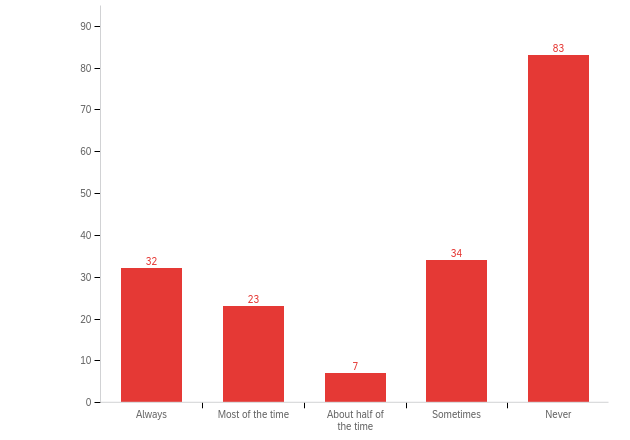 90
80
70
60
50
40
30
20
10
0
32
23
7
34
83
Always
Most of the time
About half of
the time
Sometimes
Never